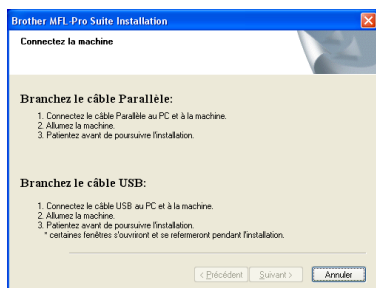 Brother MFL-Pro Suite Installation
Connectez la machine
Branchez le câble Parallèle:
1. Connectez le câble Parallèle au PC et à la machine.
2. Allumez la machine.
3. Patientez avant de poursuivre l'installation.
Branchez le câble USB:
1. Connectez le câble USB au PC et à la machine.
2. Allumez la machine.
3. Patientez avant de poursuivre l'installation.
* certaines fenêtres s'ouvriront et se refermeront pendant l'installation.
< Précédent Suivant > Annuler